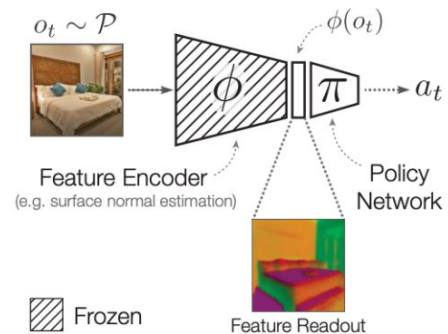 o_t ∼ P
ϕ(o_t)
ϕ
π
a_t
Feature Encoder
(e.g. surface normal estimation)
Policy
Network
Frozen
Feature Readout